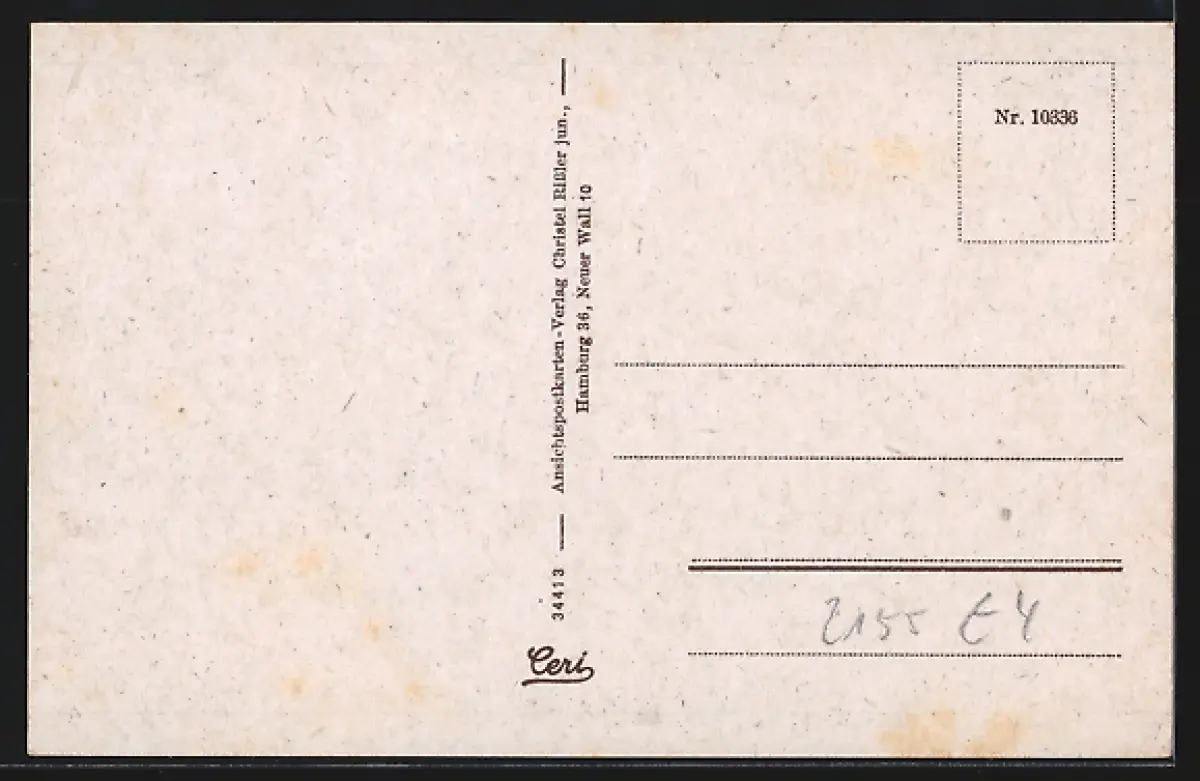 Nr. 10336
34413 — Ansichtspostkarten-Verlag Christel Rißler jun., —
Hamburg 36, Neuer Wall 10
Ceri
2155 E4